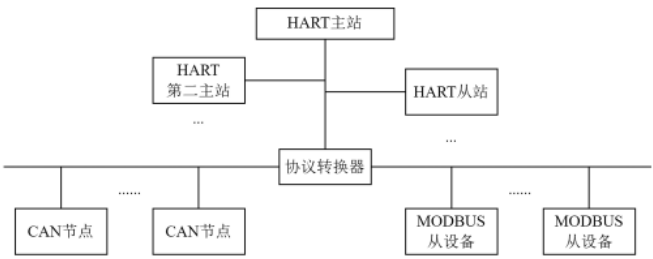 HART主站
HART
第二主站
HART从站
...
...
协议转换器
......
......
CAN节点
CAN节点
MODBUS
从设备
MODBUS
从设备